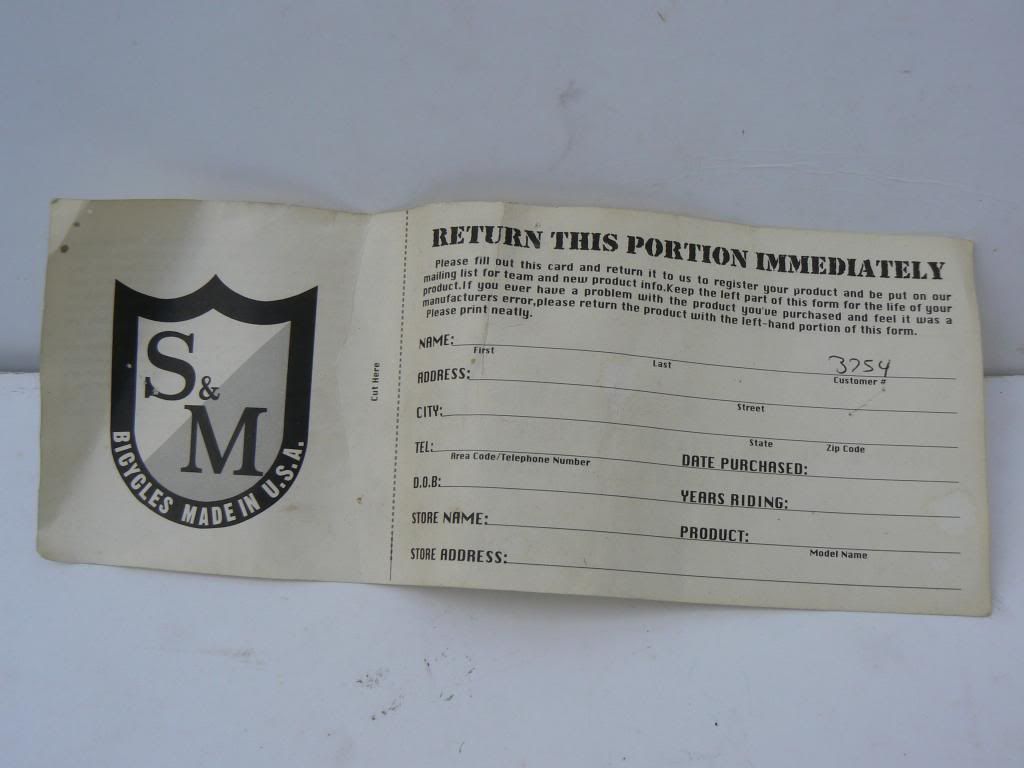 S & M
BICYCLES MADE IN U.S.A.
Cut Here
RETURN THIS PORTION IMMEDIATELY
Please fill out this card and return it to us to register your product and be put on our
mailing list for team and new product info.Keep the left part of this form for the life of your
product.If you ever have a problem with the product you've purchased and feel it was a
manufacturers error,please return the product with the left-hand portion of this form.
Please print neatly.
NAME: 3754
First Last Customer #
ADDRESS:
Street
CITY:
State Zip Code
TEL: DATE PURCHASED:
Area Code/Telephone Number
D.O.B: YEARS RIDING:
STORE NAME: PRODUCT:
Model Name
STORE ADDRESS: